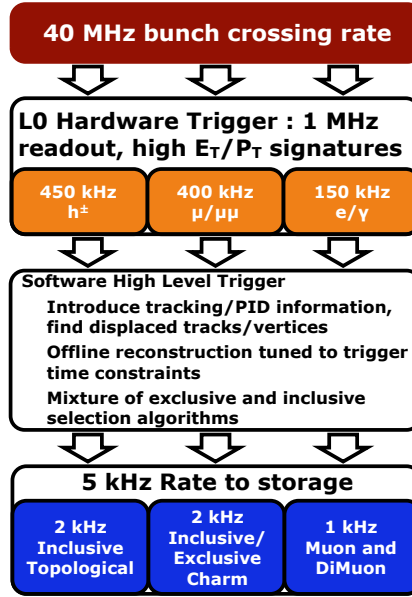 40 MHz bunch crossing rate
L0 Hardware Trigger : 1 MHz
readout, high E_T/P_T signatures
450 kHz
h±
400 kHz
μ/μμ
150 kHz
e/γ
Software High Level Trigger
Introduce tracking/PID information,
find displaced tracks/vertices
Offline reconstruction tuned to trigger
time constraints
Mixture of exclusive and inclusive
selection algorithms
5 kHz Rate to storage
2 kHz
Inclusive
Topological
2 kHz
Inclusive/
Exclusive
Charm
1 kHz
Muon and
DiMuon